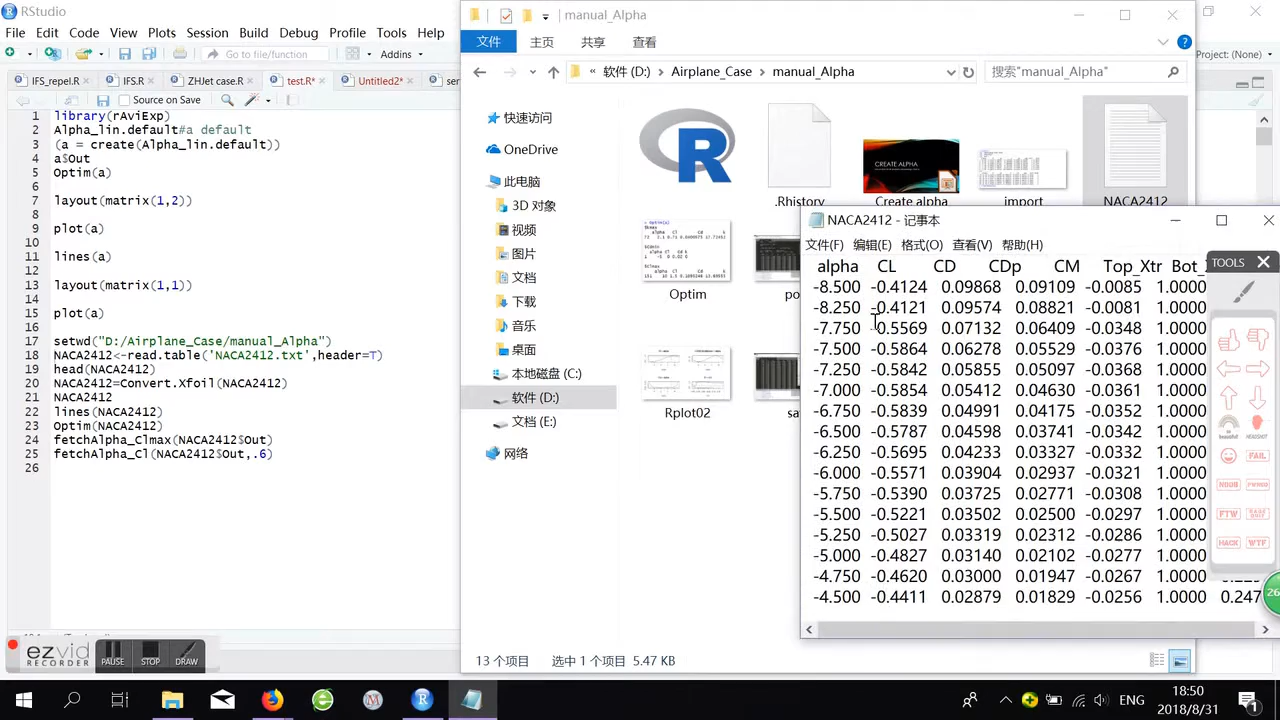 RStudio
File Edit Code View Plots Session Build Debug Profile Tools Help
Go to file/function
Addins
IFS_repel.R
IFS.R
ZHJet case.R
test.R*
Untitled2*
ser
Source on Save
1 library(rAviExp)
2 Alpha_lin.default#a default
3 (a = create(Alpha_lin.default))
4 a$Out
5 Optim(a)
6
7 layout(matrix(1,2))
8
9 plot(a)
10
11 lines(a)
12
13 layout(matrix(1,1))
14
15 plot(a)
16
17 setwd("D:/Airplane_Case/manual_Alpha")
18 NACA2412<-read.table('NACA2412.txt',header=T)
19 head(NACA2412)
20 NACA2412=Convert.Xfoil(NACA2412)
21 NACA2412
22 lines(NACA2412)
23 Optim(NACA2412)
24 fetchAlpha_Clmax(NACA2412$Out)
25 fetchAlpha_Cl(NACA2412$Out,.6)
26
ezvid
RECORDER
PAUSE
STOP
DRAW
manual_Alpha
文件 主页 共享 查看
« 软件 (D:) › Airplane_Case › manual_Alpha
搜索"manual_Alpha"
Project: (None)
快速访问
OneDrive
此电脑
3D 对象
视频
图片
文档
下载
音乐
桌面
本地磁盘 (C:)
软件 (D:)
文档 (E:)
网络
R
.Rhistory
CREATE ALPHA
Create alpha
import
NACA2412
Optim
po
Rplot02
sa
13 个项目 选中 1 个项目 5.47 KB
NACA2412 - 记事本
文件(F) 编辑(E) 格式(O) 查看(V) 帮助(H)
alpha CL CD CDp CM Top_Xtr Bot_
-8.500 -0.4124 0.09868 0.09109 -0.0085 1.0000
-8.250 -0.4121 0.09574 0.08821 -0.0081 1.0000
-7.750 -0.5569 0.07132 0.06409 -0.0348 1.0000
-7.500 -0.5864 0.06278 0.05529 -0.0376 1.0000
-7.250 -0.5842 0.05855 0.05097 -0.0368 1.0000
-7.000 -0.5854 0.05412 0.04630 -0.0361 1.0000
-6.750 -0.5839 0.04991 0.04175 -0.0352 1.0000
-6.500 -0.5787 0.04598 0.03741 -0.0342 1.0000
-6.250 -0.5695 0.04233 0.03327 -0.0332 1.0000
-6.000 -0.5571 0.03904 0.02937 -0.0321 1.0000
-5.750 -0.5390 0.03725 0.02771 -0.0308 1.0000
-5.500 -0.5221 0.03502 0.02500 -0.0297 1.0000
-5.250 -0.5027 0.03319 0.02312 -0.0286 1.0000
-5.000 -0.4827 0.03140 0.02102 -0.0277 1.0000
-4.750 -0.4620 0.03000 0.01947 -0.0267 1.0000
-4.500 -0.4411 0.02879 0.01829 -0.0256 1.0000 0.247
TOOLS
HEADSHOT
FAIL
NOOB
FTW
HACK WTF
26
ENG
18:50
2018/8/31
1